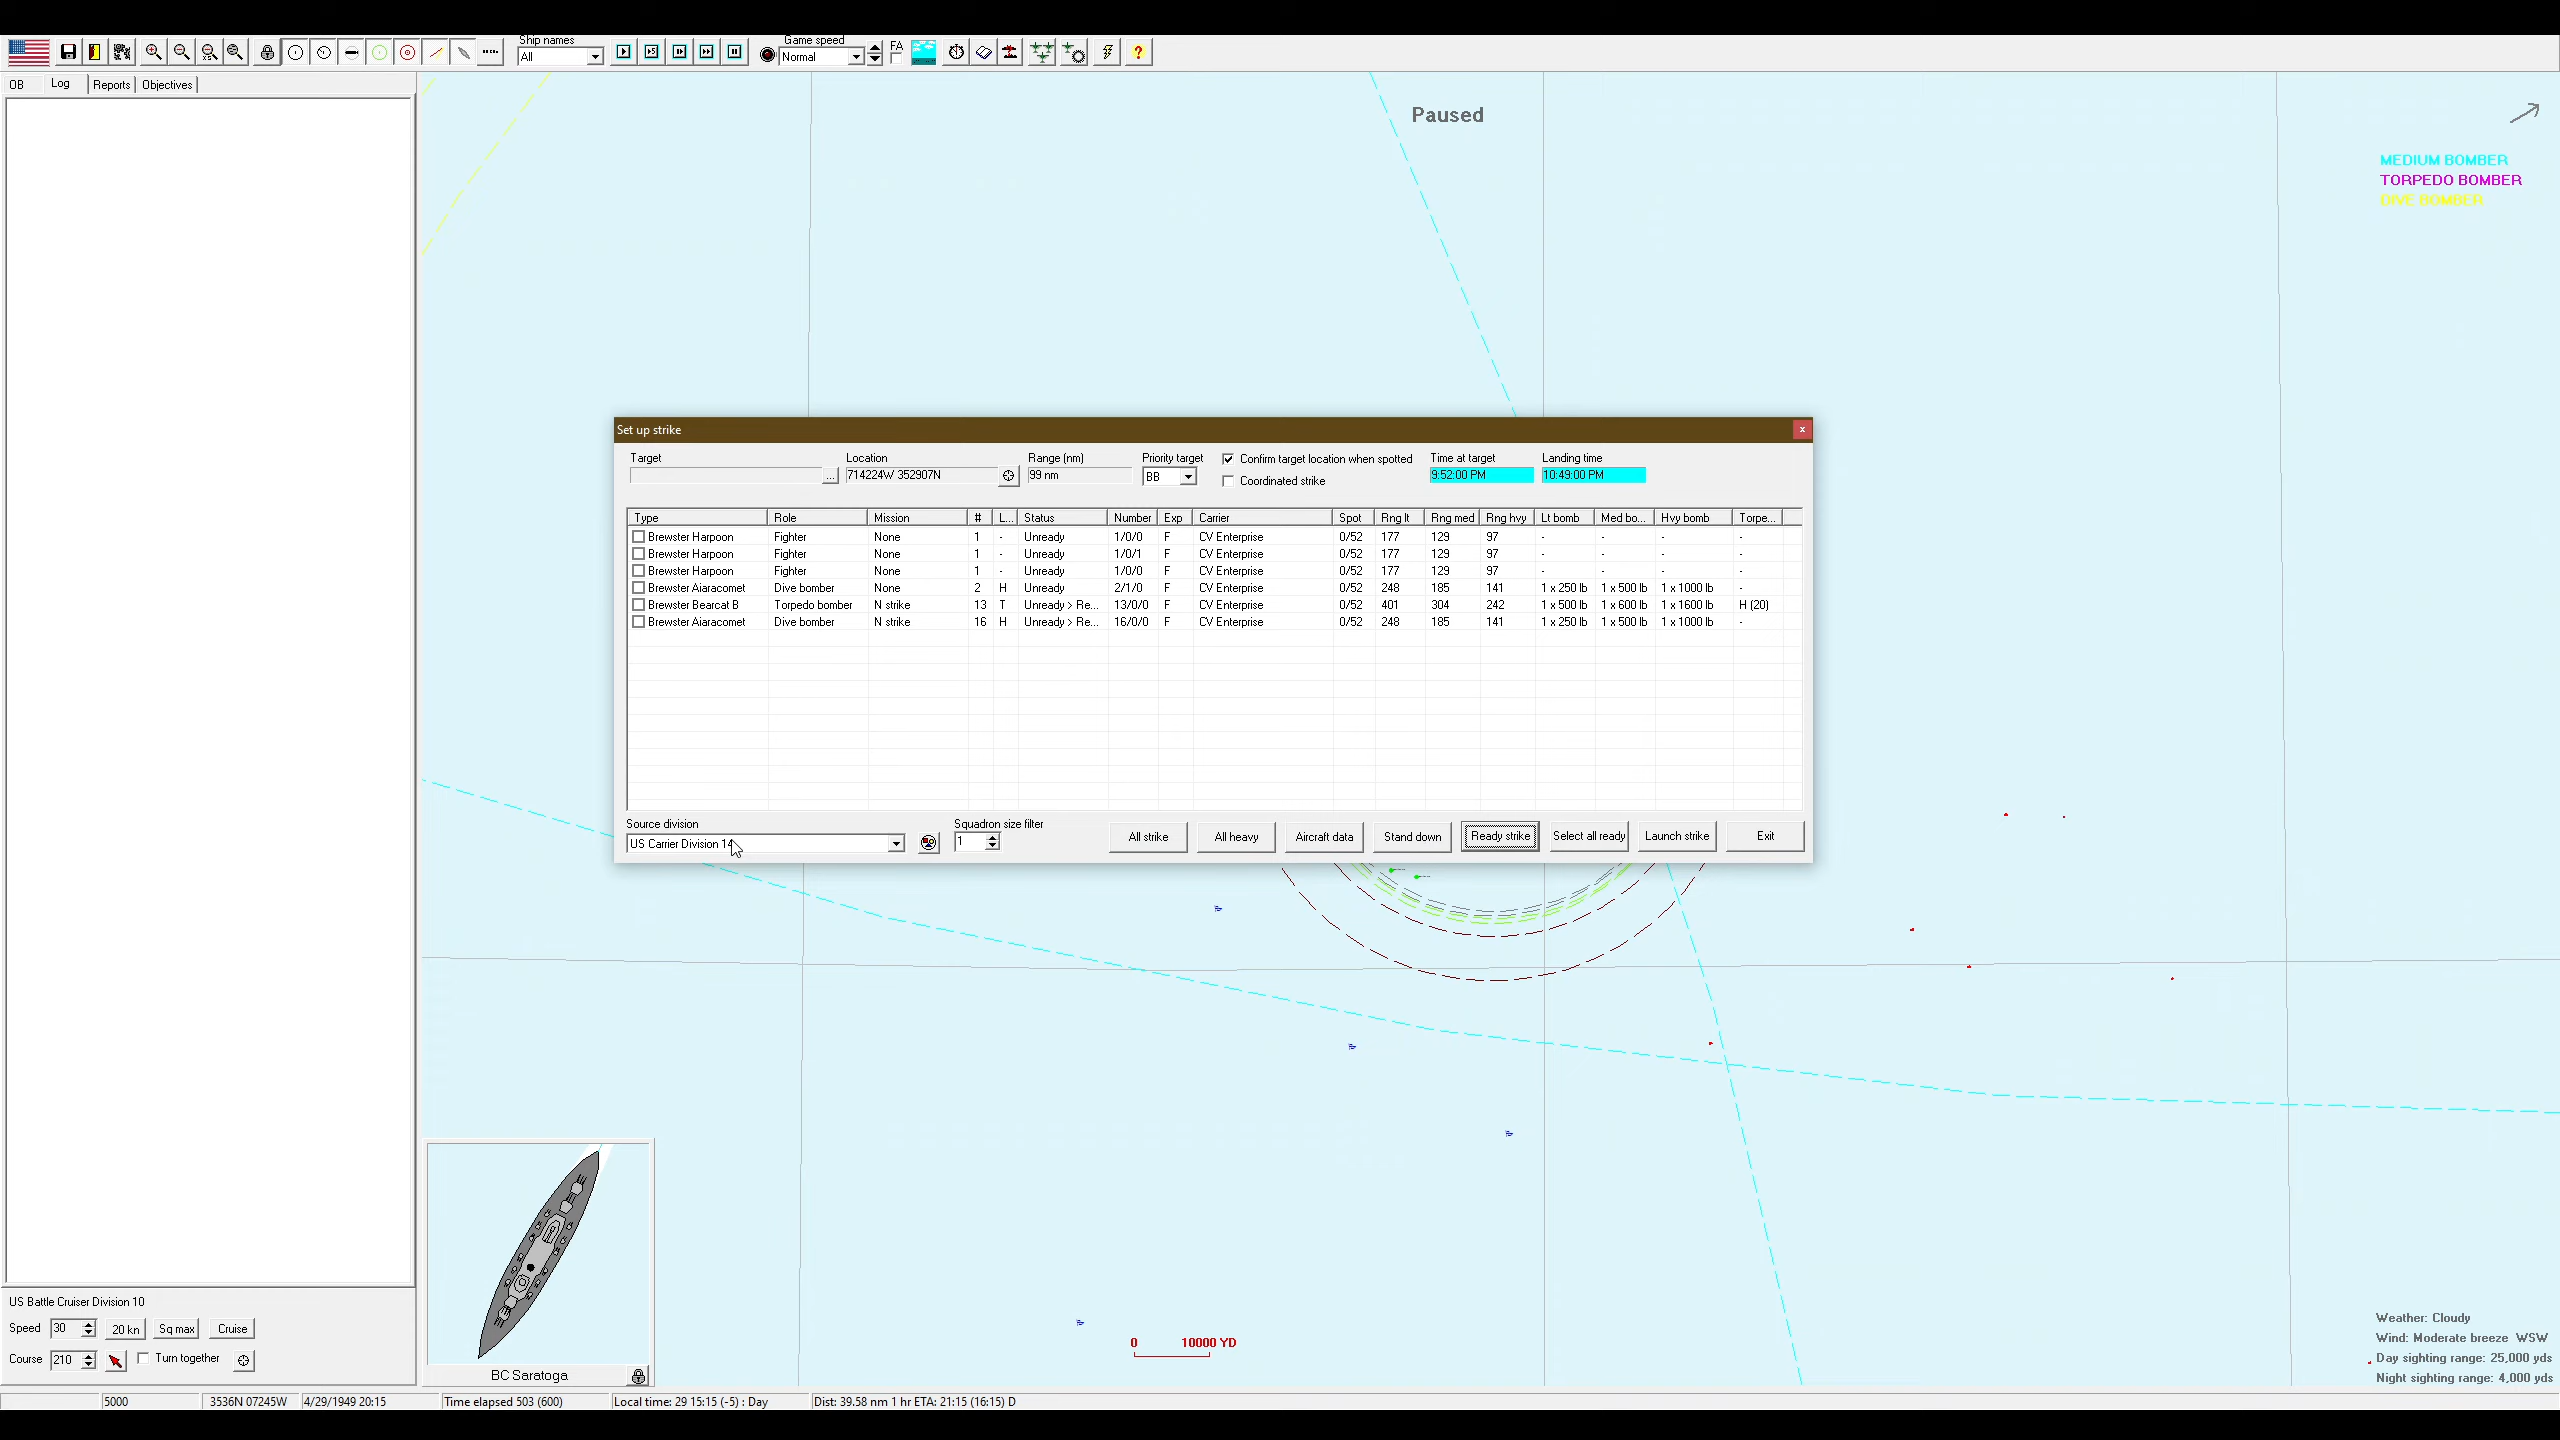 Ship names
All
Game speed
Normal
FA
OB Log Reports Objectives
Paused
MEDIUM BOMBER
TORPEDO BOMBER
DIVE BOMBER
Set up strike
x
Target Location Range (nm) Priority target Confirm target location when spotted Time at target Landing time
... 714224W 352907N 99 nm BB Coordinated strike 9:52:00 PM 10:49:00 PM
Type Role Mission # L... Status Number Exp Carrier Spot Rng lt Rng med Rng hvy Lt bomb Med bo... Hvy bomb Torpe...
Brewster Harpoon Fighter None 1 - Unready 1/0/0 F CV Enterprise 0/52 177 129 97 - - - -
Brewster Harpoon Fighter None 1 - Unready 1/0/1 F CV Enterprise 0/52 177 129 97 - - - -
Brewster Harpoon Fighter None 1 - Unready 1/0/0 F CV Enterprise 0/52 177 129 97 - - - -
Brewster Aiaracomet Dive bomber None 2 H Unready 2/1/0 F CV Enterprise 0/52 248 185 141 1 x 250 lb 1 x 500 lb 1 x 1000 lb -
Brewster Bearcat B Torpedo bomber N strike 13 T Unready > Re... 13/0/0 F CV Enterprise 0/52 401 304 242 1 x 500 lb 1 x 600 lb 1 x 1600 lb H (20)
Brewster Aiaracomet Dive bomber N strike 16 H Unready > Re... 16/0/0 F CV Enterprise 0/52 248 185 141 1 x 250 lb 1 x 500 lb 1 x 1000 lb -
Source division Squadron size filter
US Carrier Division 14 1 All strike All heavy Aircraft data Stand down Ready strike Select all ready Launch strike Exit
0 10000 YD
BC Saratoga
US Battle Cruiser Division 10
Speed 30 20 kn Sq max Cruise
Course 210 Turn together
Weather: Cloudy
Wind: Moderate breeze WSW
Day sighting range: 25,000 yds
Night sighting range: 4,000 yds
5000 3536N 07245W 4/29/1949 20:15 Time elapsed 503 (600) Local time: 29 15:15 (-5) : Day Dist: 39.58 nm 1 hr ETA: 21:15 (16:15) D